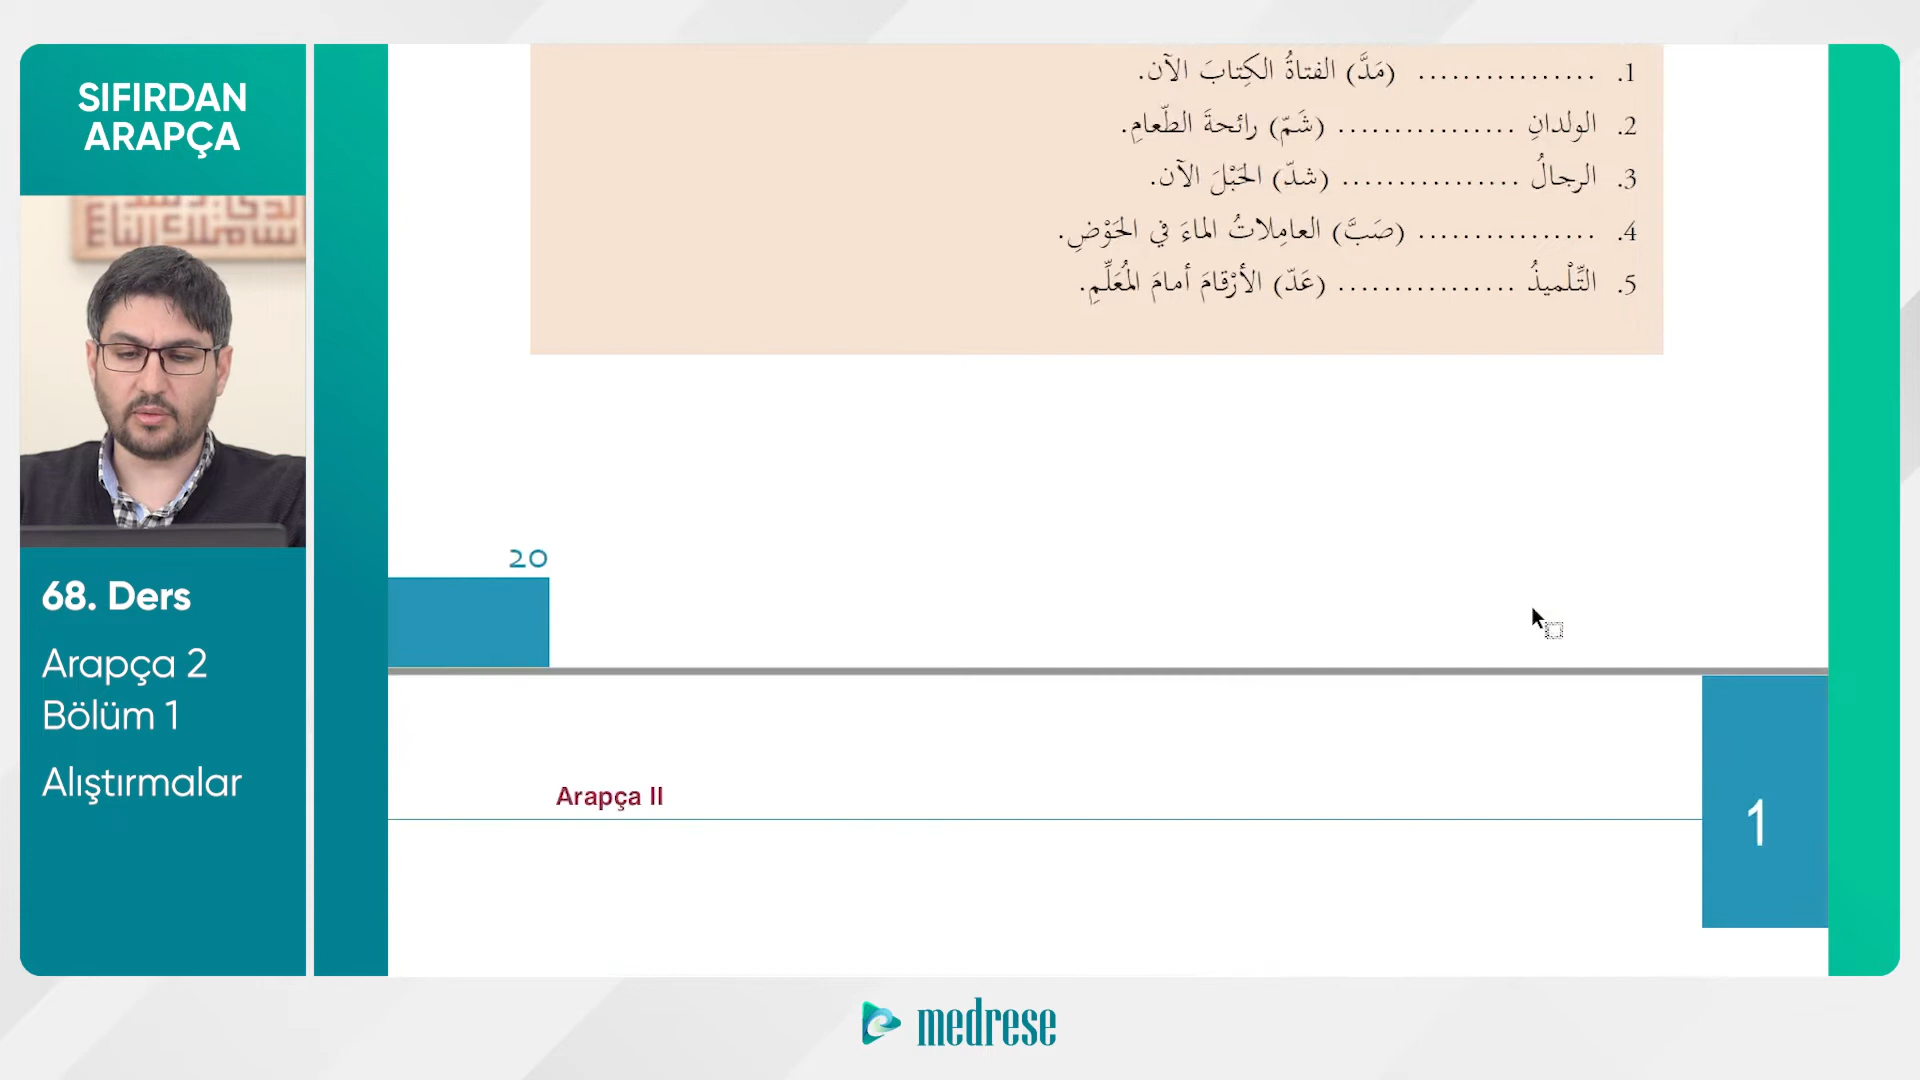 SIFIRDAN
ARAPÇA
68. Ders
Arapça 2
Bölüm 1
Alıştırmalar
1. ................ (مَدَّ) الفتاةُ الكِتابَ الآن.
2. الولدانِ ................ (شَمّ) رائحةَ الطّعامِ.
3. الرجالُ ................ (شدّ) الحَبْلَ الآن.
4. ................ (صَبَّ) العامِلاتُ الماءَ في الحَوْضِ.
5. التِّلْميذُ ................ (عَدّ) الأرْقامَ أمامَ المُعَلِّمِ.
20
Arapça II
1
medrese